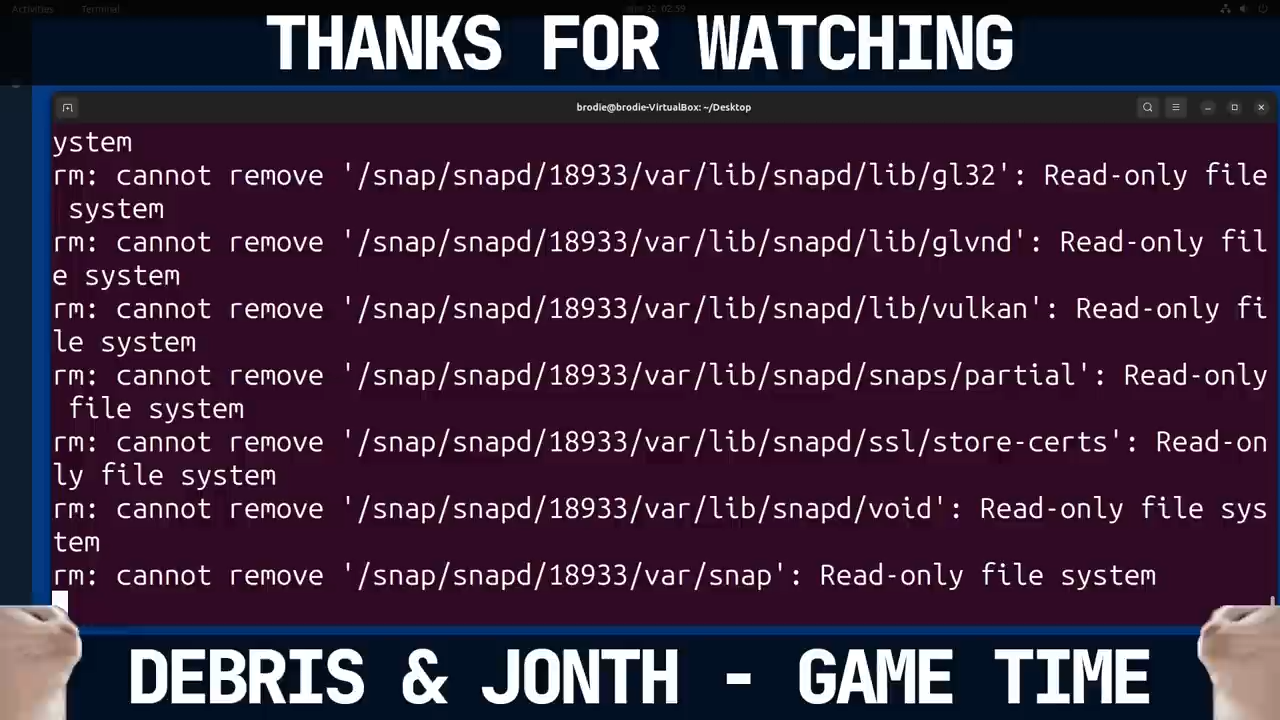 THANKS FOR WATCHING
Activities Terminal
02:59
brodie@brodie-VirtualBox: ~/Desktop
ystem
rm: cannot remove '/snap/snapd/18933/var/lib/snapd/lib/gl32': Read-only file
 system
rm: cannot remove '/snap/snapd/18933/var/lib/snapd/lib/glvnd': Read-only fil
e system
rm: cannot remove '/snap/snapd/18933/var/lib/snapd/lib/vulkan': Read-only fi
le system
rm: cannot remove '/snap/snapd/18933/var/lib/snapd/snaps/partial': Read-only
 file system
rm: cannot remove '/snap/snapd/18933/var/lib/snapd/ssl/store-certs': Read-on
ly file system
rm: cannot remove '/snap/snapd/18933/var/lib/snapd/void': Read-only file sys
tem
rm: cannot remove '/snap/snapd/18933/var/snap': Read-only file system
DEBRIS & JONTH - GAME TIME